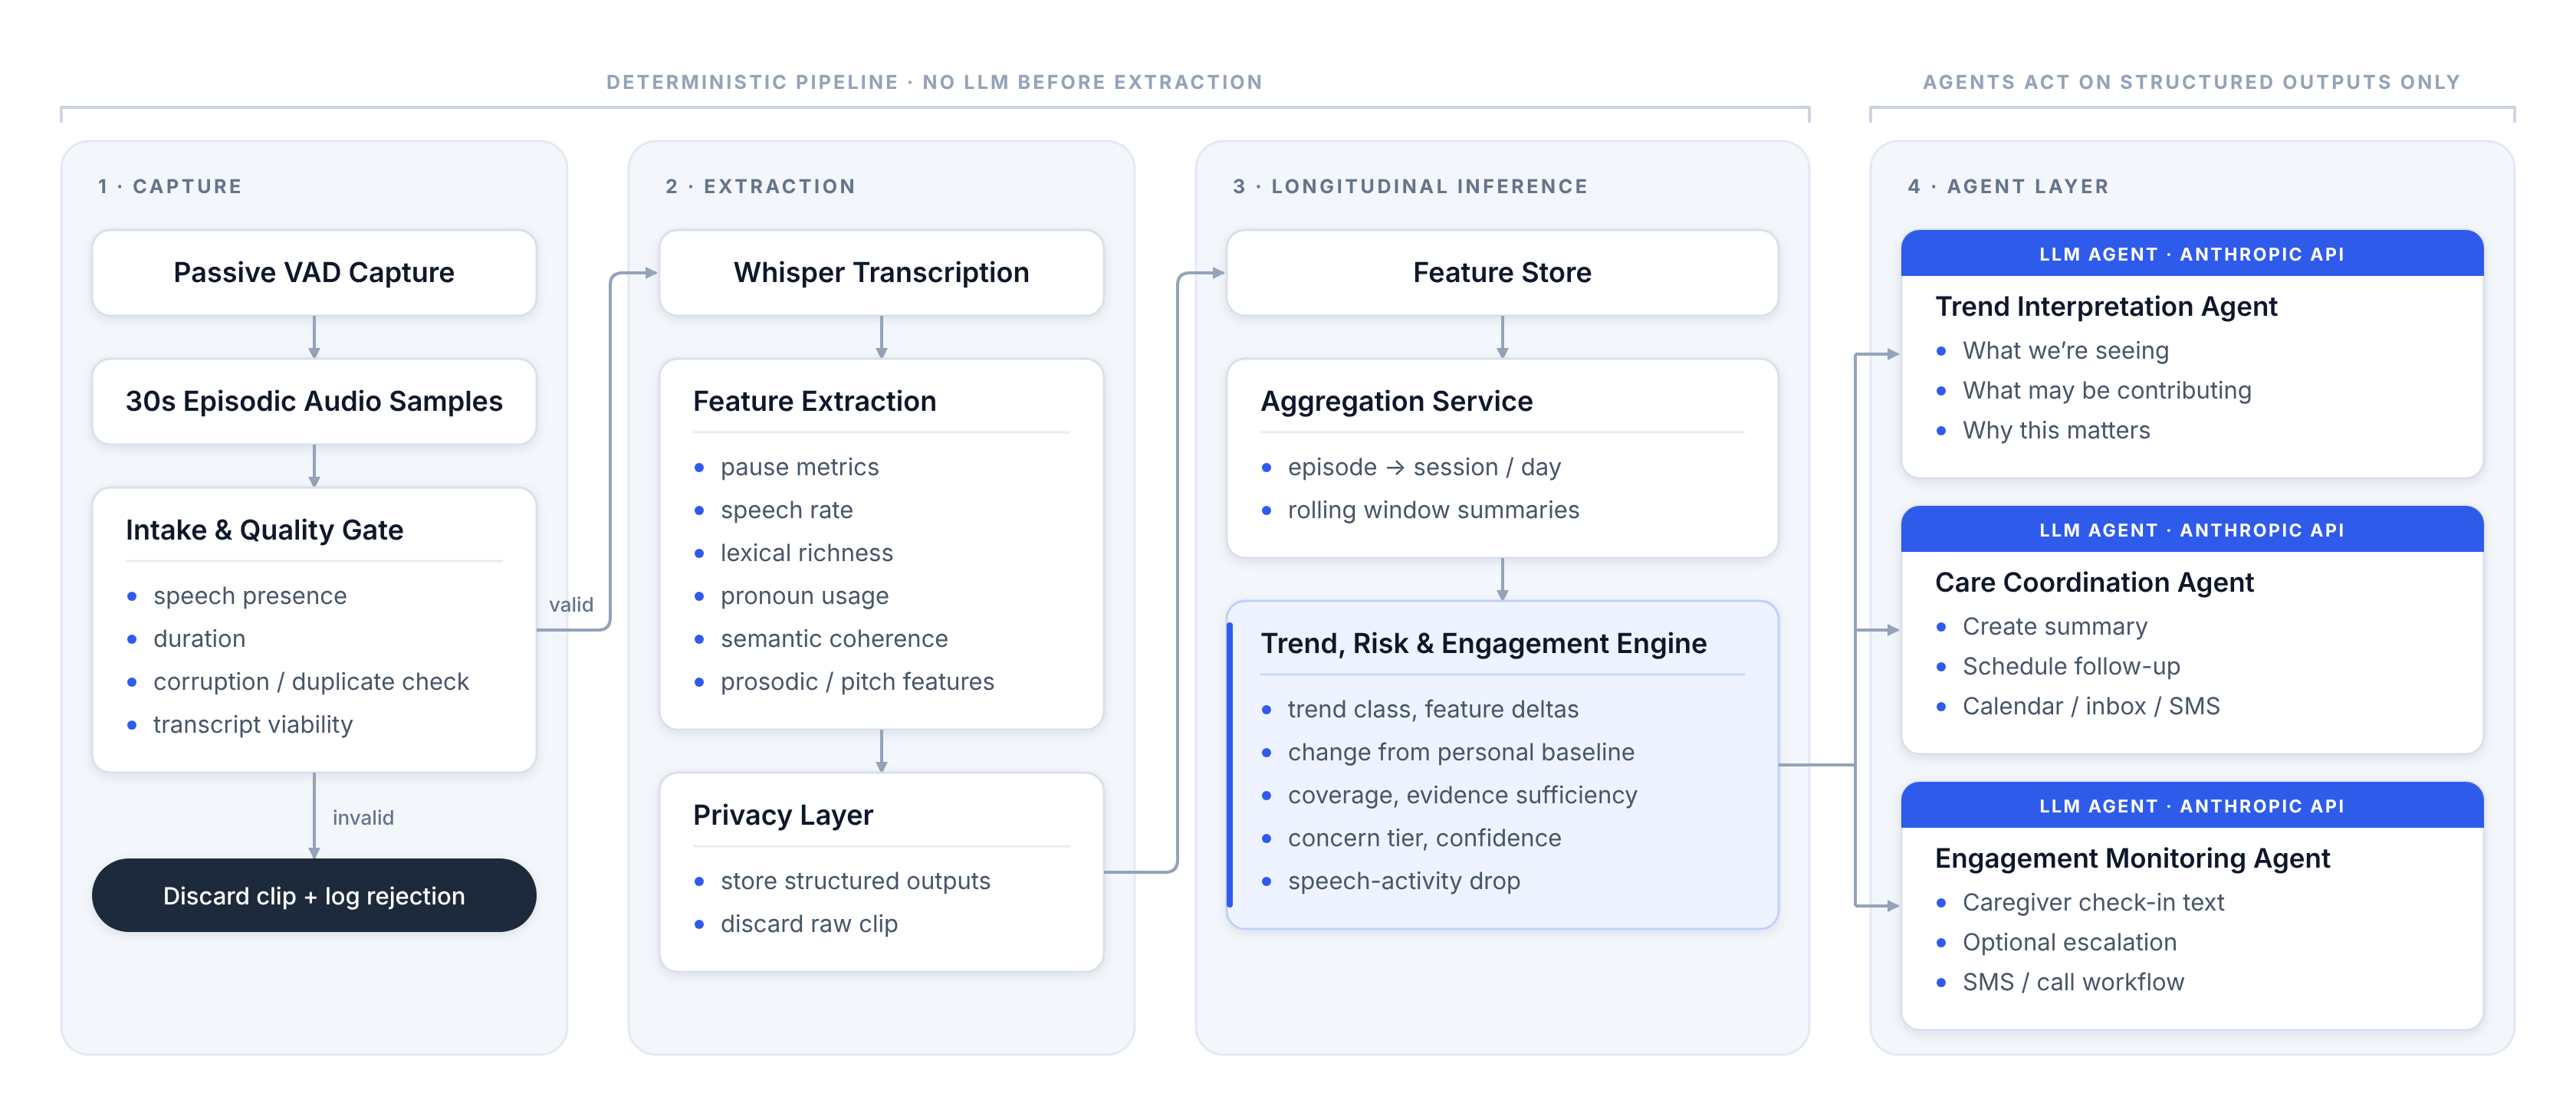 DETERMINISTIC PIPELINE · NO LLM BEFORE EXTRACTION
AGENTS ACT ON STRUCTURED OUTPUTS ONLY
1 · CAPTURE
Passive VAD Capture
30s Episodic Audio Samples
Intake & Quality Gate
speech presence
duration
corruption / duplicate check
transcript viability
valid
invalid
Discard clip + log rejection
2 · EXTRACTION
Whisper Transcription
Feature Extraction
pause metrics
speech rate
lexical richness
pronoun usage
semantic coherence
prosodic / pitch features
Privacy Layer
store structured outputs
discard raw clip
3 · LONGITUDINAL INFERENCE
Feature Store
Aggregation Service
episode → session / day
rolling window summaries
Trend, Risk & Engagement Engine
trend class, feature deltas
change from personal baseline
coverage, evidence sufficiency
concern tier, confidence
speech-activity drop
4 · AGENT LAYER
LLM AGENT · ANTHROPIC API
Trend Interpretation Agent
What we’re seeing
What may be contributing
Why this matters
LLM AGENT · ANTHROPIC API
Care Coordination Agent
Create summary
Schedule follow-up
Calendar / inbox / SMS
LLM AGENT · ANTHROPIC API
Engagement Monitoring Agent
Caregiver check-in text
Optional escalation
SMS / call workflow